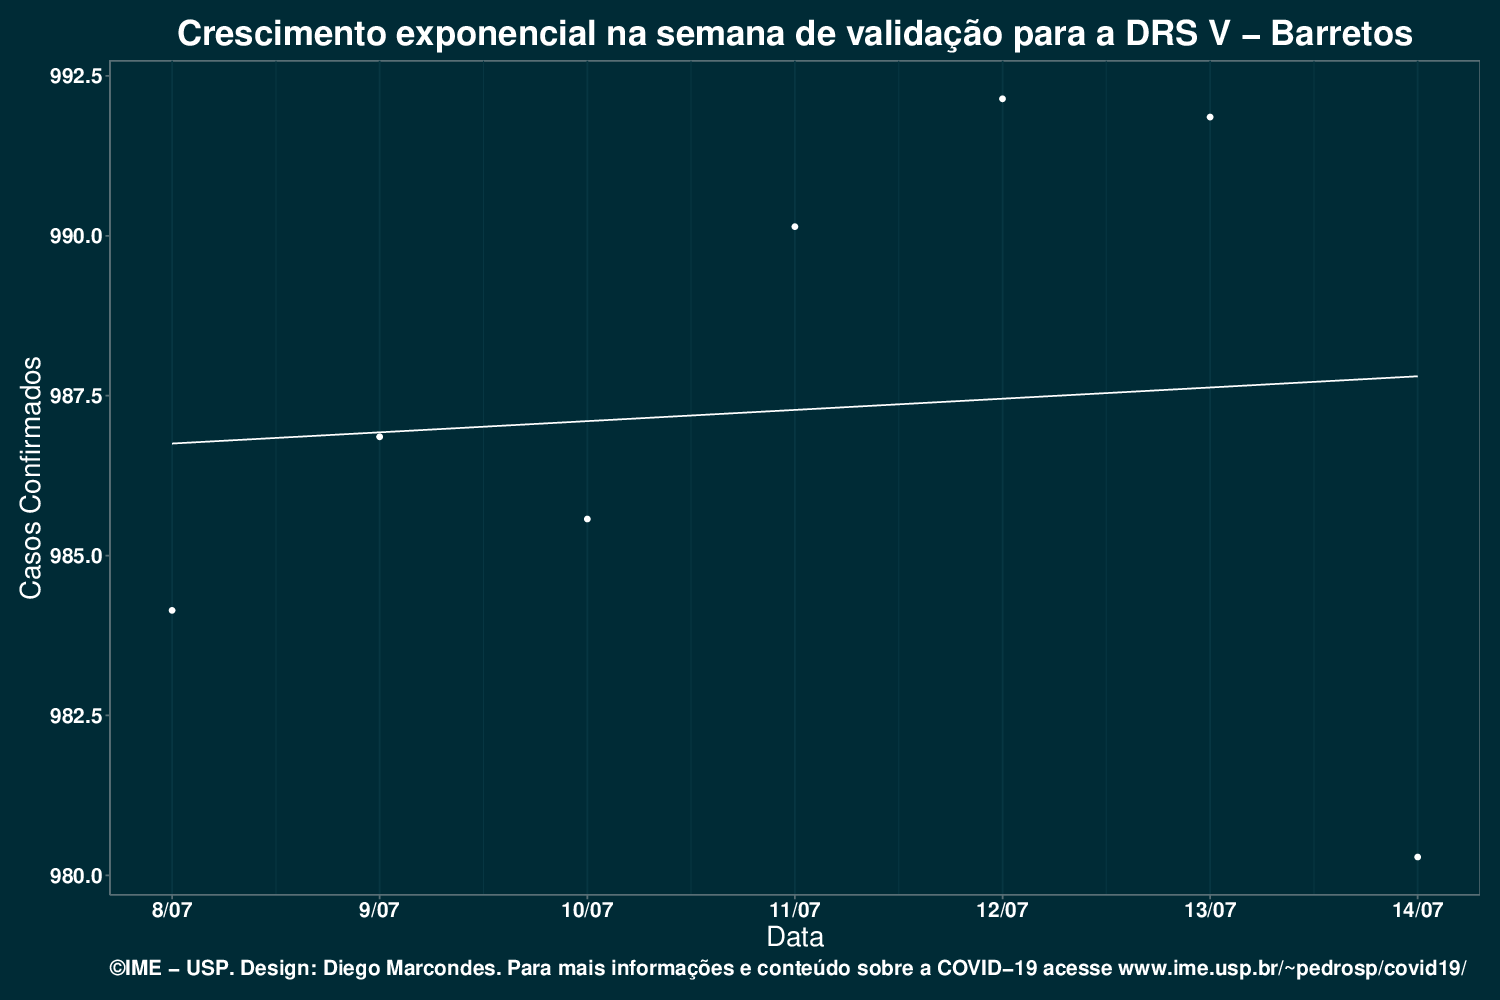 Crescimento exponencial na semana de validação para a DRS V – Barretos
992.5
990.0
987.5
985.0
982.5
980.0
Casos Confirmados
8/07 9/07 10/07 11/07 12/07 13/07 14/07
Data
©IME – USP. Design: Diego Marcondes. Para mais informações e conteúdo sobre a COVID–19 acesse www.ime.usp.br/~pedrosp/covid19/